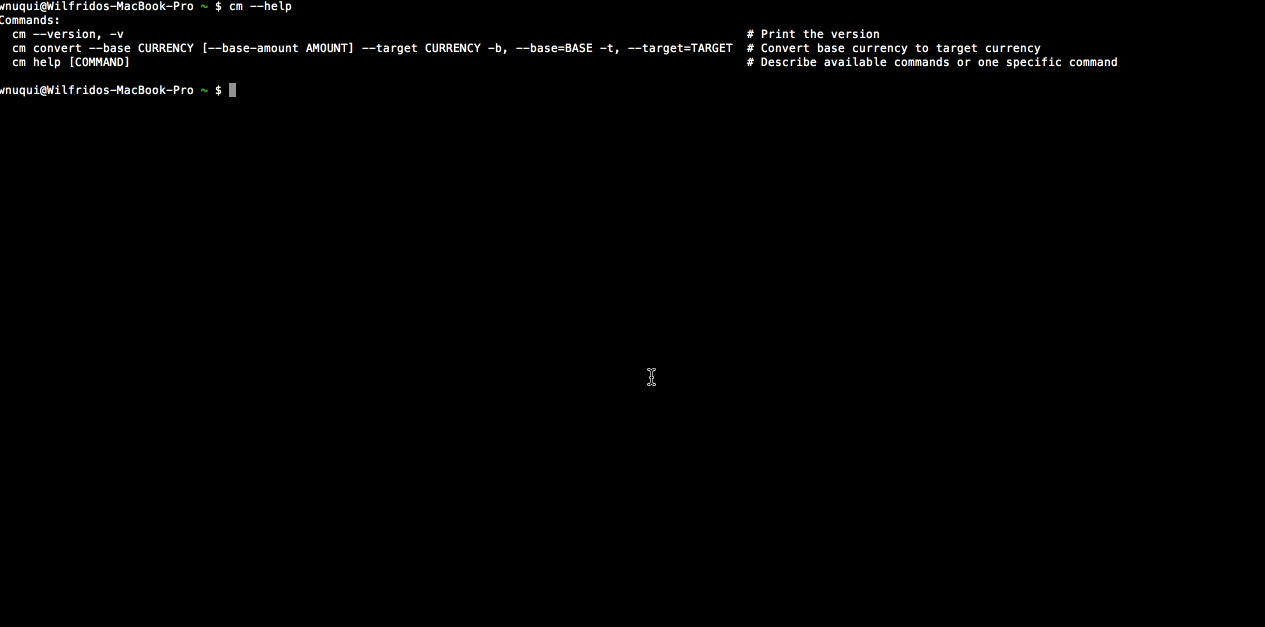 wnuqui@Wilfridos-MacBook-Pro ~ $ cm --help
Commands:
  cm --version, -v                                                                                         # Print the version
  cm convert --base CURRENCY [--base-amount AMOUNT] --target CURRENCY -b, --base=BASE -t, --target=TARGET  # Convert base currency to target currency
  cm help [COMMAND]                                                                                        # Describe available commands or one specific command
wnuqui@Wilfridos-MacBook-Pro ~ $